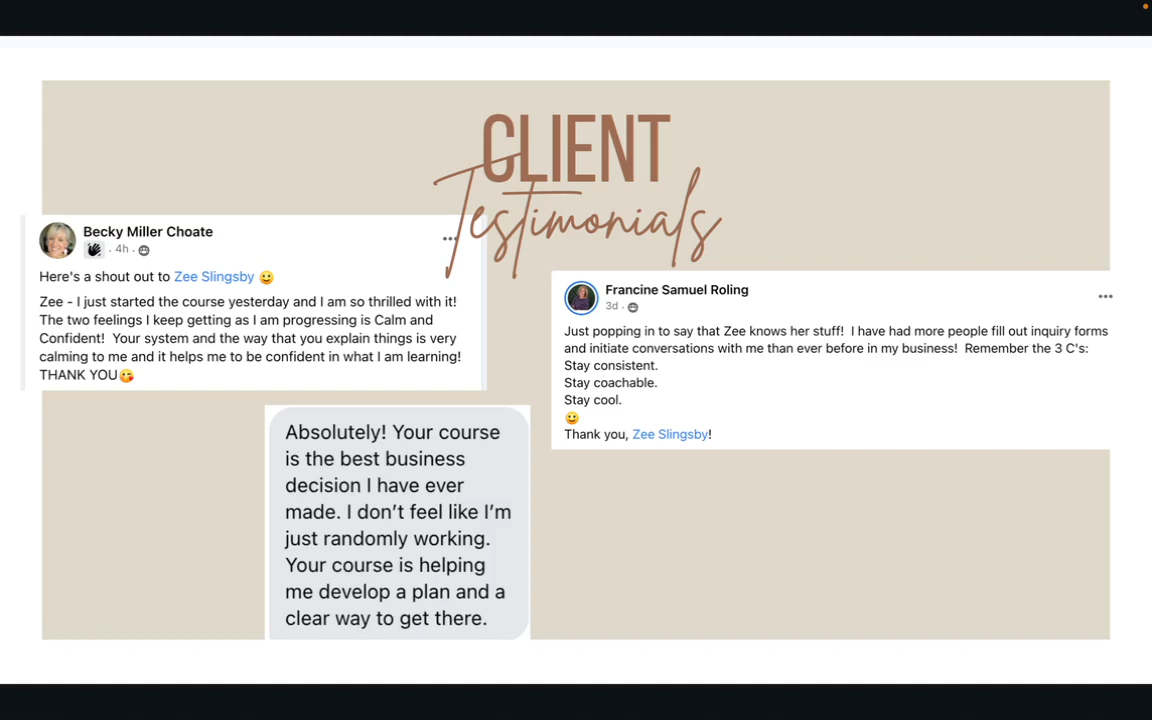 CLIENT
Testimonials
Becky Miller Choate
4h
Here's a shout out to Zee Slingsby 😀
Zee - I just started the course yesterday and I am so thrilled with it!
The two feelings I keep getting as I am progressing is Calm and
Confident!  Your system and the way that you explain things is very
calming to me and it helps me to be confident in what I am learning!
THANK YOU😘
Absolutely! Your course
is the best business
decision I have ever
made. I don't feel like I'm
just randomly working.
Your course is helping
me develop a plan and a
clear way to get there.
Francine Samuel Roling
3d
Just popping in to say that Zee knows her stuff!  I have had more people fill out inquiry forms
and initiate conversations with me than ever before in my business!  Remember the 3 C's:
Stay consistent.
Stay coachable.
Stay cool.
😀
Thank you, Zee Slingsby!